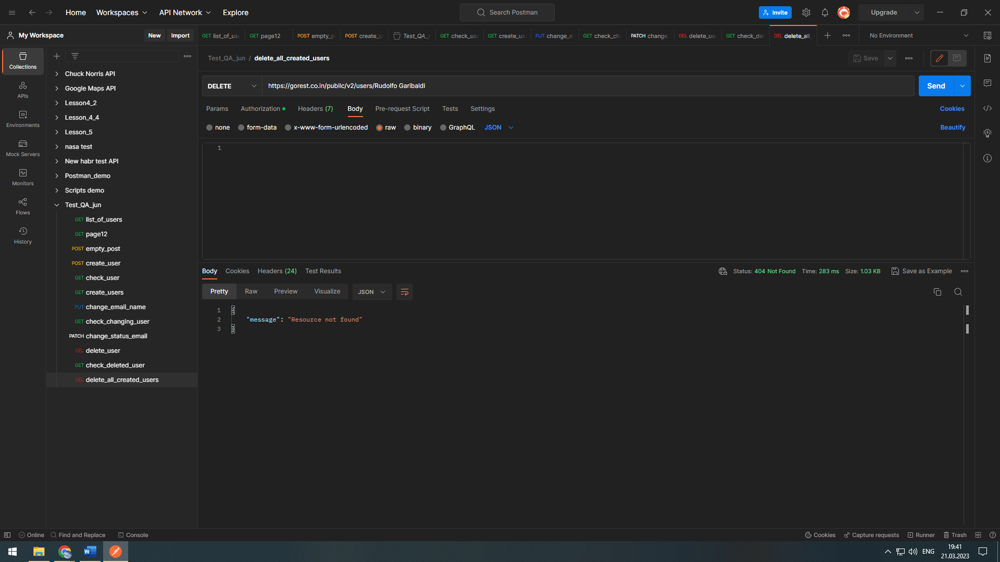 Home Workspaces API Network Explore Search Postman Invite Upgrade
My Workspace New Import
GET list_of_use GET page12 POST empty_p POST create_u Test_QA_j GET check_us GET create_us PUT change_e GET check_ch PATCH change_ DEL delete_us GET check_de DEL delete_all_ No Environment
Test_QA_jun / delete_all_created_users Save
DELETE https://gorest.co.in/public/v2/users/Rudolfo Garibaldi Send
Params Authorization Headers (7) Body Pre-request Script Tests Settings Cookies
none form-data x-www-form-urlencoded raw binary GraphQL JSON Beautify
1
Collections
APIs
Environments
Mock Servers
Monitors
Flows
History
Chuck Norris API
Google Maps API
Lesson4_2
Lesson_4_4
Lesson_5
nasa test
New habr test API
Postman_demo
Scripts demo
Test_QA_jun
GET list_of_users
GET page12
POST empty_post
POST create_user
GET check_user
GET create_users
PUT change_email_name
GET check_changing_user
PATCH change_status_email
DEL delete_user
GET check_deleted_user
DEL delete_all_created_users
Body Cookies Headers (24) Test Results Status: 404 Not Found Time: 283 ms Size: 1.03 KB Save as Example
Pretty Raw Preview Visualize JSON
1 {
2 "message": "Resource not found"
3 }
Online Find and Replace Console Cookies Capture requests Runner Trash
W ENG 19:41
21.03.2023